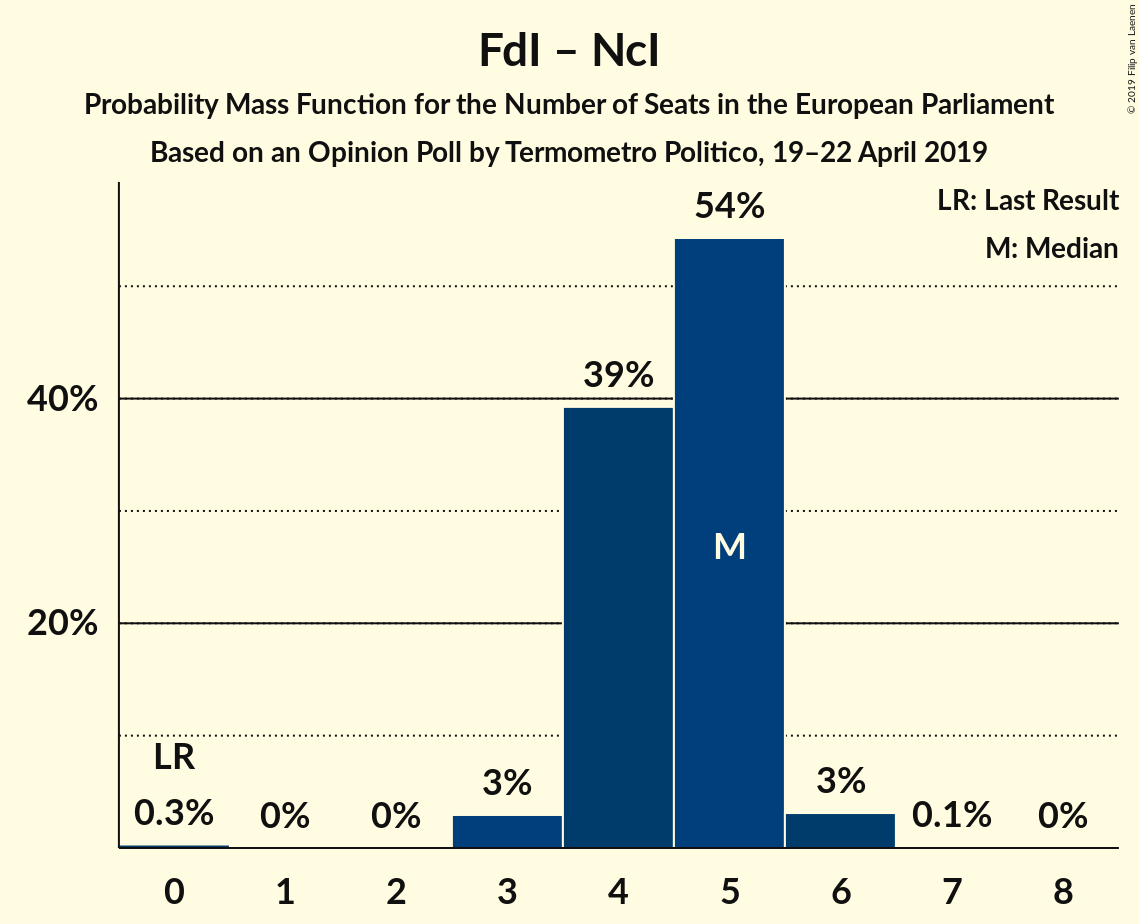 FdI – NcI
Probability Mass Function for the Number of Seats in the European Parliament
Based on an Opinion Poll by Termometro Politico, 19–22 April 2019
© 2019 Filip van Laenen
LR: Last Result
M: Median
54%
39%
40%
M
20%
LR
0.3%
0%
0%
3%
3%
0.1%
0%
0
1
2
3
4
5
6
7
8